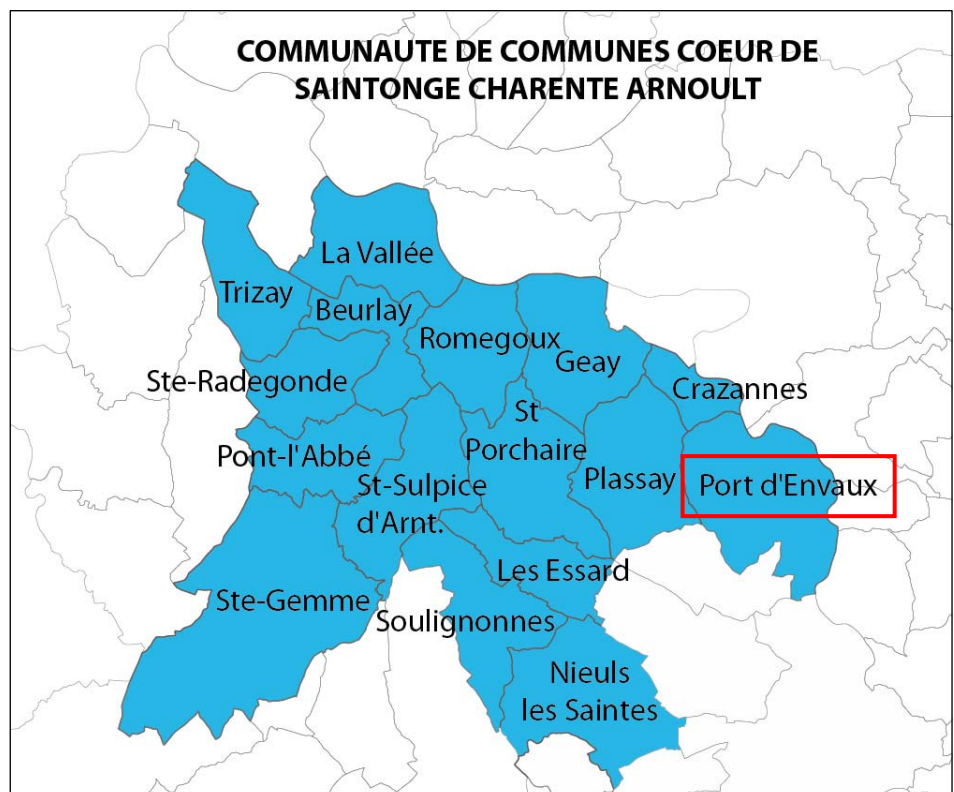 COMMUNAUTE DE COMMUNES COEUR DE
SAINTONGE CHARENTE ARNOULT
La Vallée
Trizay
Beurlay
Romegoux
Geay
Ste-Radegonde
Crazannes
St
Porchaire
Pont-l'Abbé
Plassay
Port d'Envaux
St-Sulpice
d'Arnt.
Les Essard
Ste-Gemme
Soulignonnes
Nieuls
les Saintes